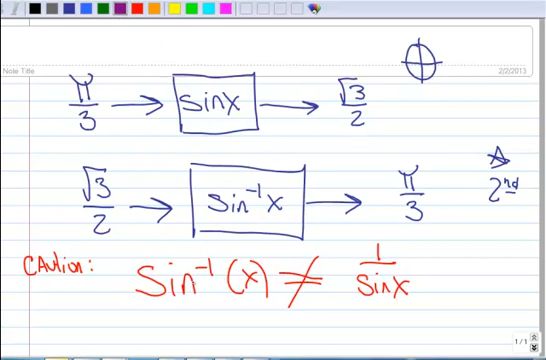 Note Title
2/2/2013
π/3 → sinx → √3/2
√3/2 → sin⁻¹x → π/3
2nd
CAution: sin⁻¹(x) ≠ 1/sinx
1/1